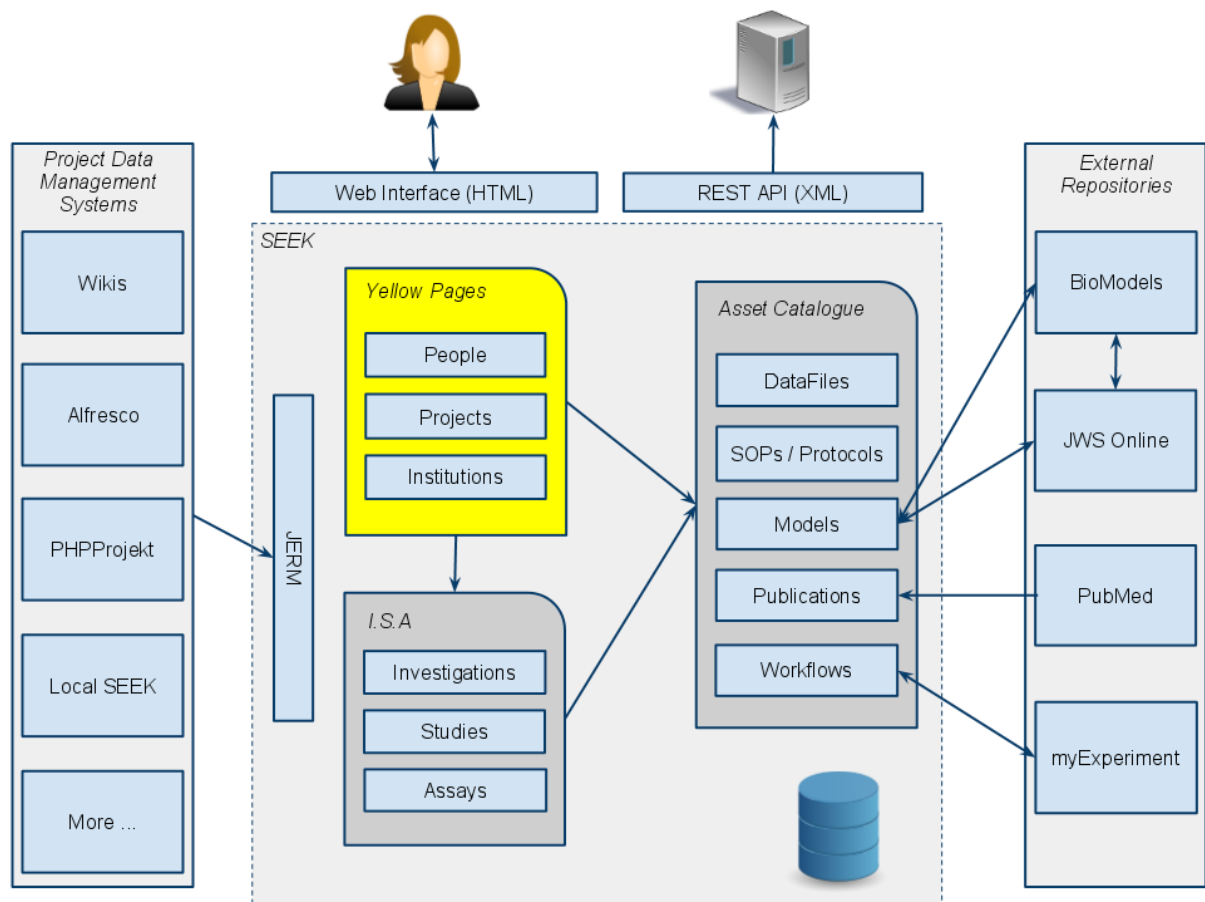 Project Data
Management
Systems
Wikis
Alfresco
PHPProjekt
Local SEEK
More ...
Web Interface (HTML)
REST API (XML)
SEEK
JERM
Yellow Pages
People
Projects
Institutions
I.S.A
Investigations
Studies
Assays
Asset Catalogue
DataFiles
SOPs / Protocols
Models
Publications
Workflows
External
Repositories
BioModels
JWS Online
PubMed
myExperiment